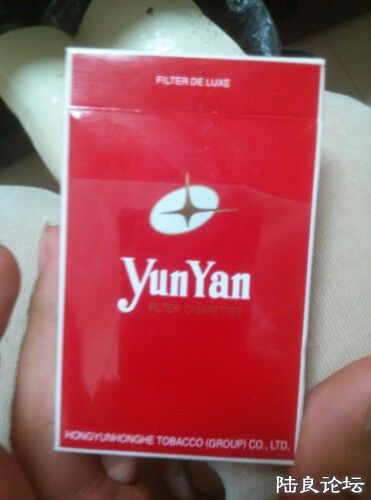 FILTER DE LUXE
YunYan
FILTER CIGARETTES
HONGYUNHONGHE TOBACCO (GROUP) CO., LTD.
陆良论坛